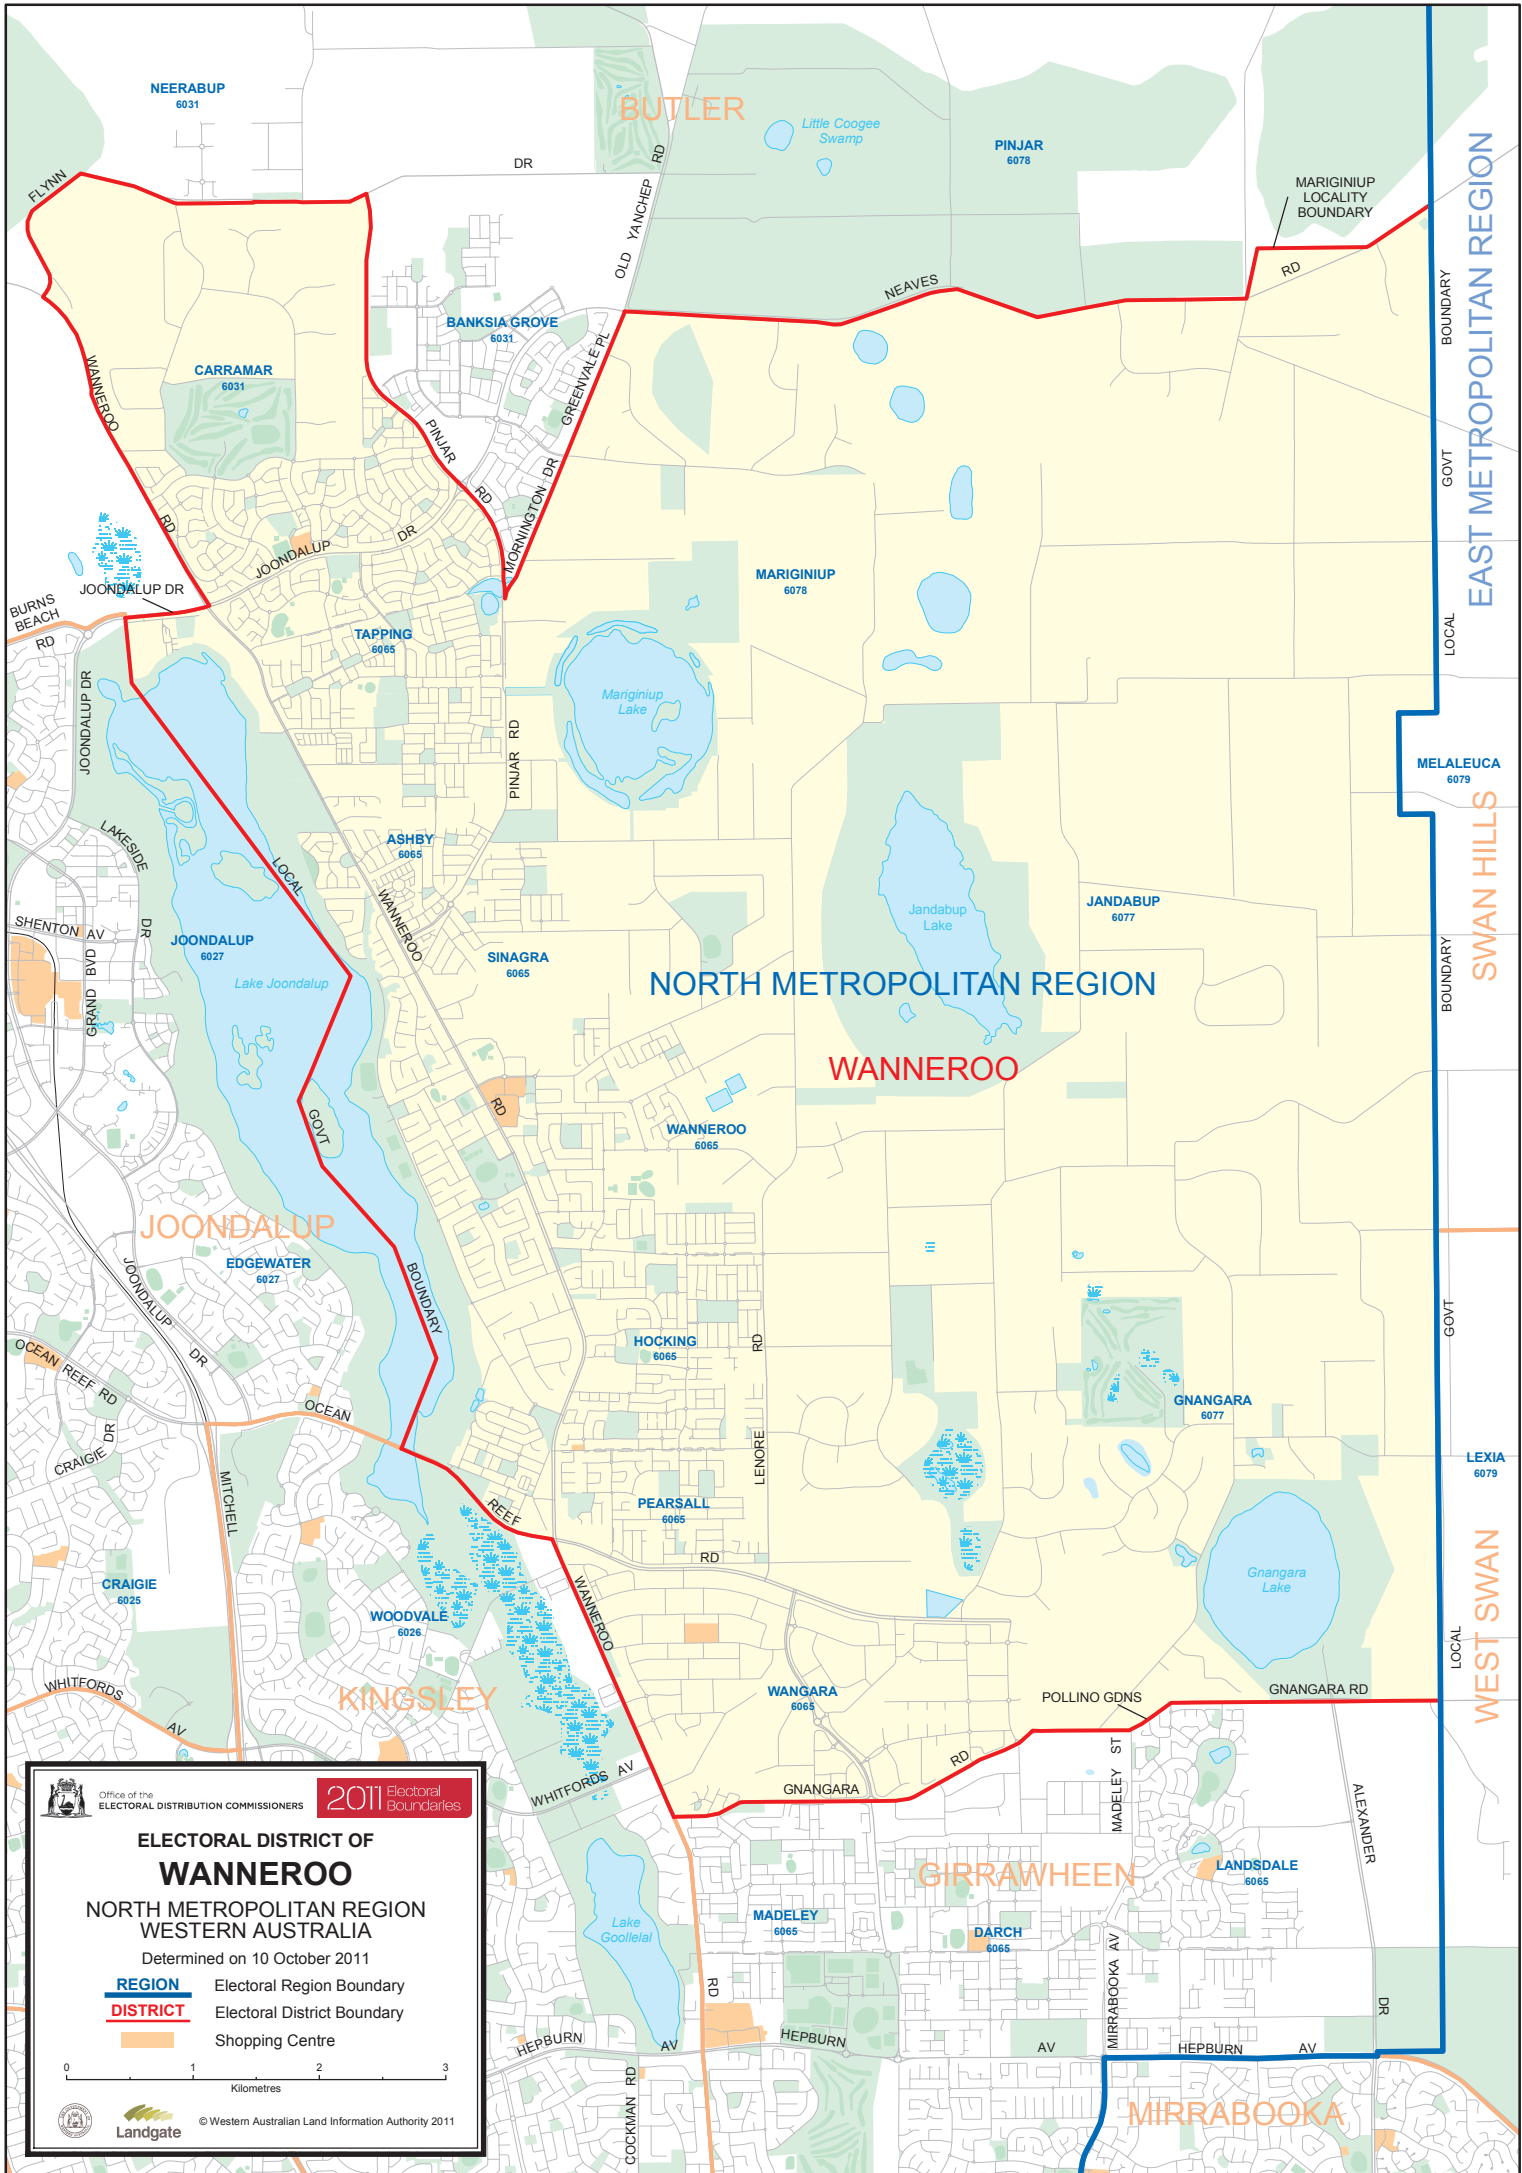 NEERABUP
6031
BUTLER
Little Coogee
Swamp
PINJAR
6078
DR
FLYNN
OLD YANCHEP RD
MARIGINIUP
LOCALITY
BOUNDARY
RD
NEAVES
EAST METROPOLITAN REGION
BOUNDARY
GOVT
LOCAL
BANKSIA GROVE
6031
GREENVALE PL
CARRAMAR
6031
WANNEROO
RD
PINJAR
RD
MORNINGTON DR
JOONDALUP
DR
JOONDALUP DR
BURNS
BEACH
RD
MARIGINIUP
6078
TAPPING
6065
Mariginiup
Lake
JOONDALUP DR
PINJAR RD
MELALEUCA
6079
SWAN HILLS
LAKESIDE
DR
ASHBY
6065
LOCAL
WANNEROO
Jandabup
Lake
JANDABUP
6077
SHENTON AV
GRAND BVD
JOONDALUP
6027
Lake Joondalup
SINAGRA
6065
NORTH METROPOLITAN REGION
BOUNDARY
WANNEROO
RD
GOVT
WANNEROO
6065
JOONDALUP
EDGEWATER
6027
BOUNDARY
JOONDALUP
DR
GOVT
HOCKING
6065
RD
OCEAN REEF RD
OCEAN
GNANGARA
6077
CRAIGIE DR
LENORE
LEXIA
6079
MITCHELL
REEF
PEARSALL
6065
RD
WEST SWAN
Gnangara
Lake
CRAIGIE
6025
WOODVALE
6026
WANNEROO
LOCAL
WHITFORDS
AV
KINGSLEY
WANGARA
6065
POLLINO GDNS
GNANGARA RD
RD
MADELEY ST
WHITFORDS AV
GNANGARA
ALEXANDER
GIRRAWHEEN
LANDSDALE
6065
MADELEY
6065
DARCH
6065
Lake
Goollelal
MIRRABOOKA AV
RD
DR
HEPBURN
AV
HEPBURN
AV
HEPBURN
AV
COCKMAN RD
MIRRABOOKA
Office of the
ELECTORAL DISTRIBUTION COMMISSIONERS
2011 Electoral
Boundaries
ELECTORAL DISTRICT OF
WANNEROO
NORTH METROPOLITAN REGION
WESTERN AUSTRALIA
Determined on 10 October 2011
REGION Electoral Region Boundary
DISTRICT Electoral District Boundary
Shopping Centre
0 1 2 3
Kilometres
Landgate
© Western Australian Land Information Authority 2011